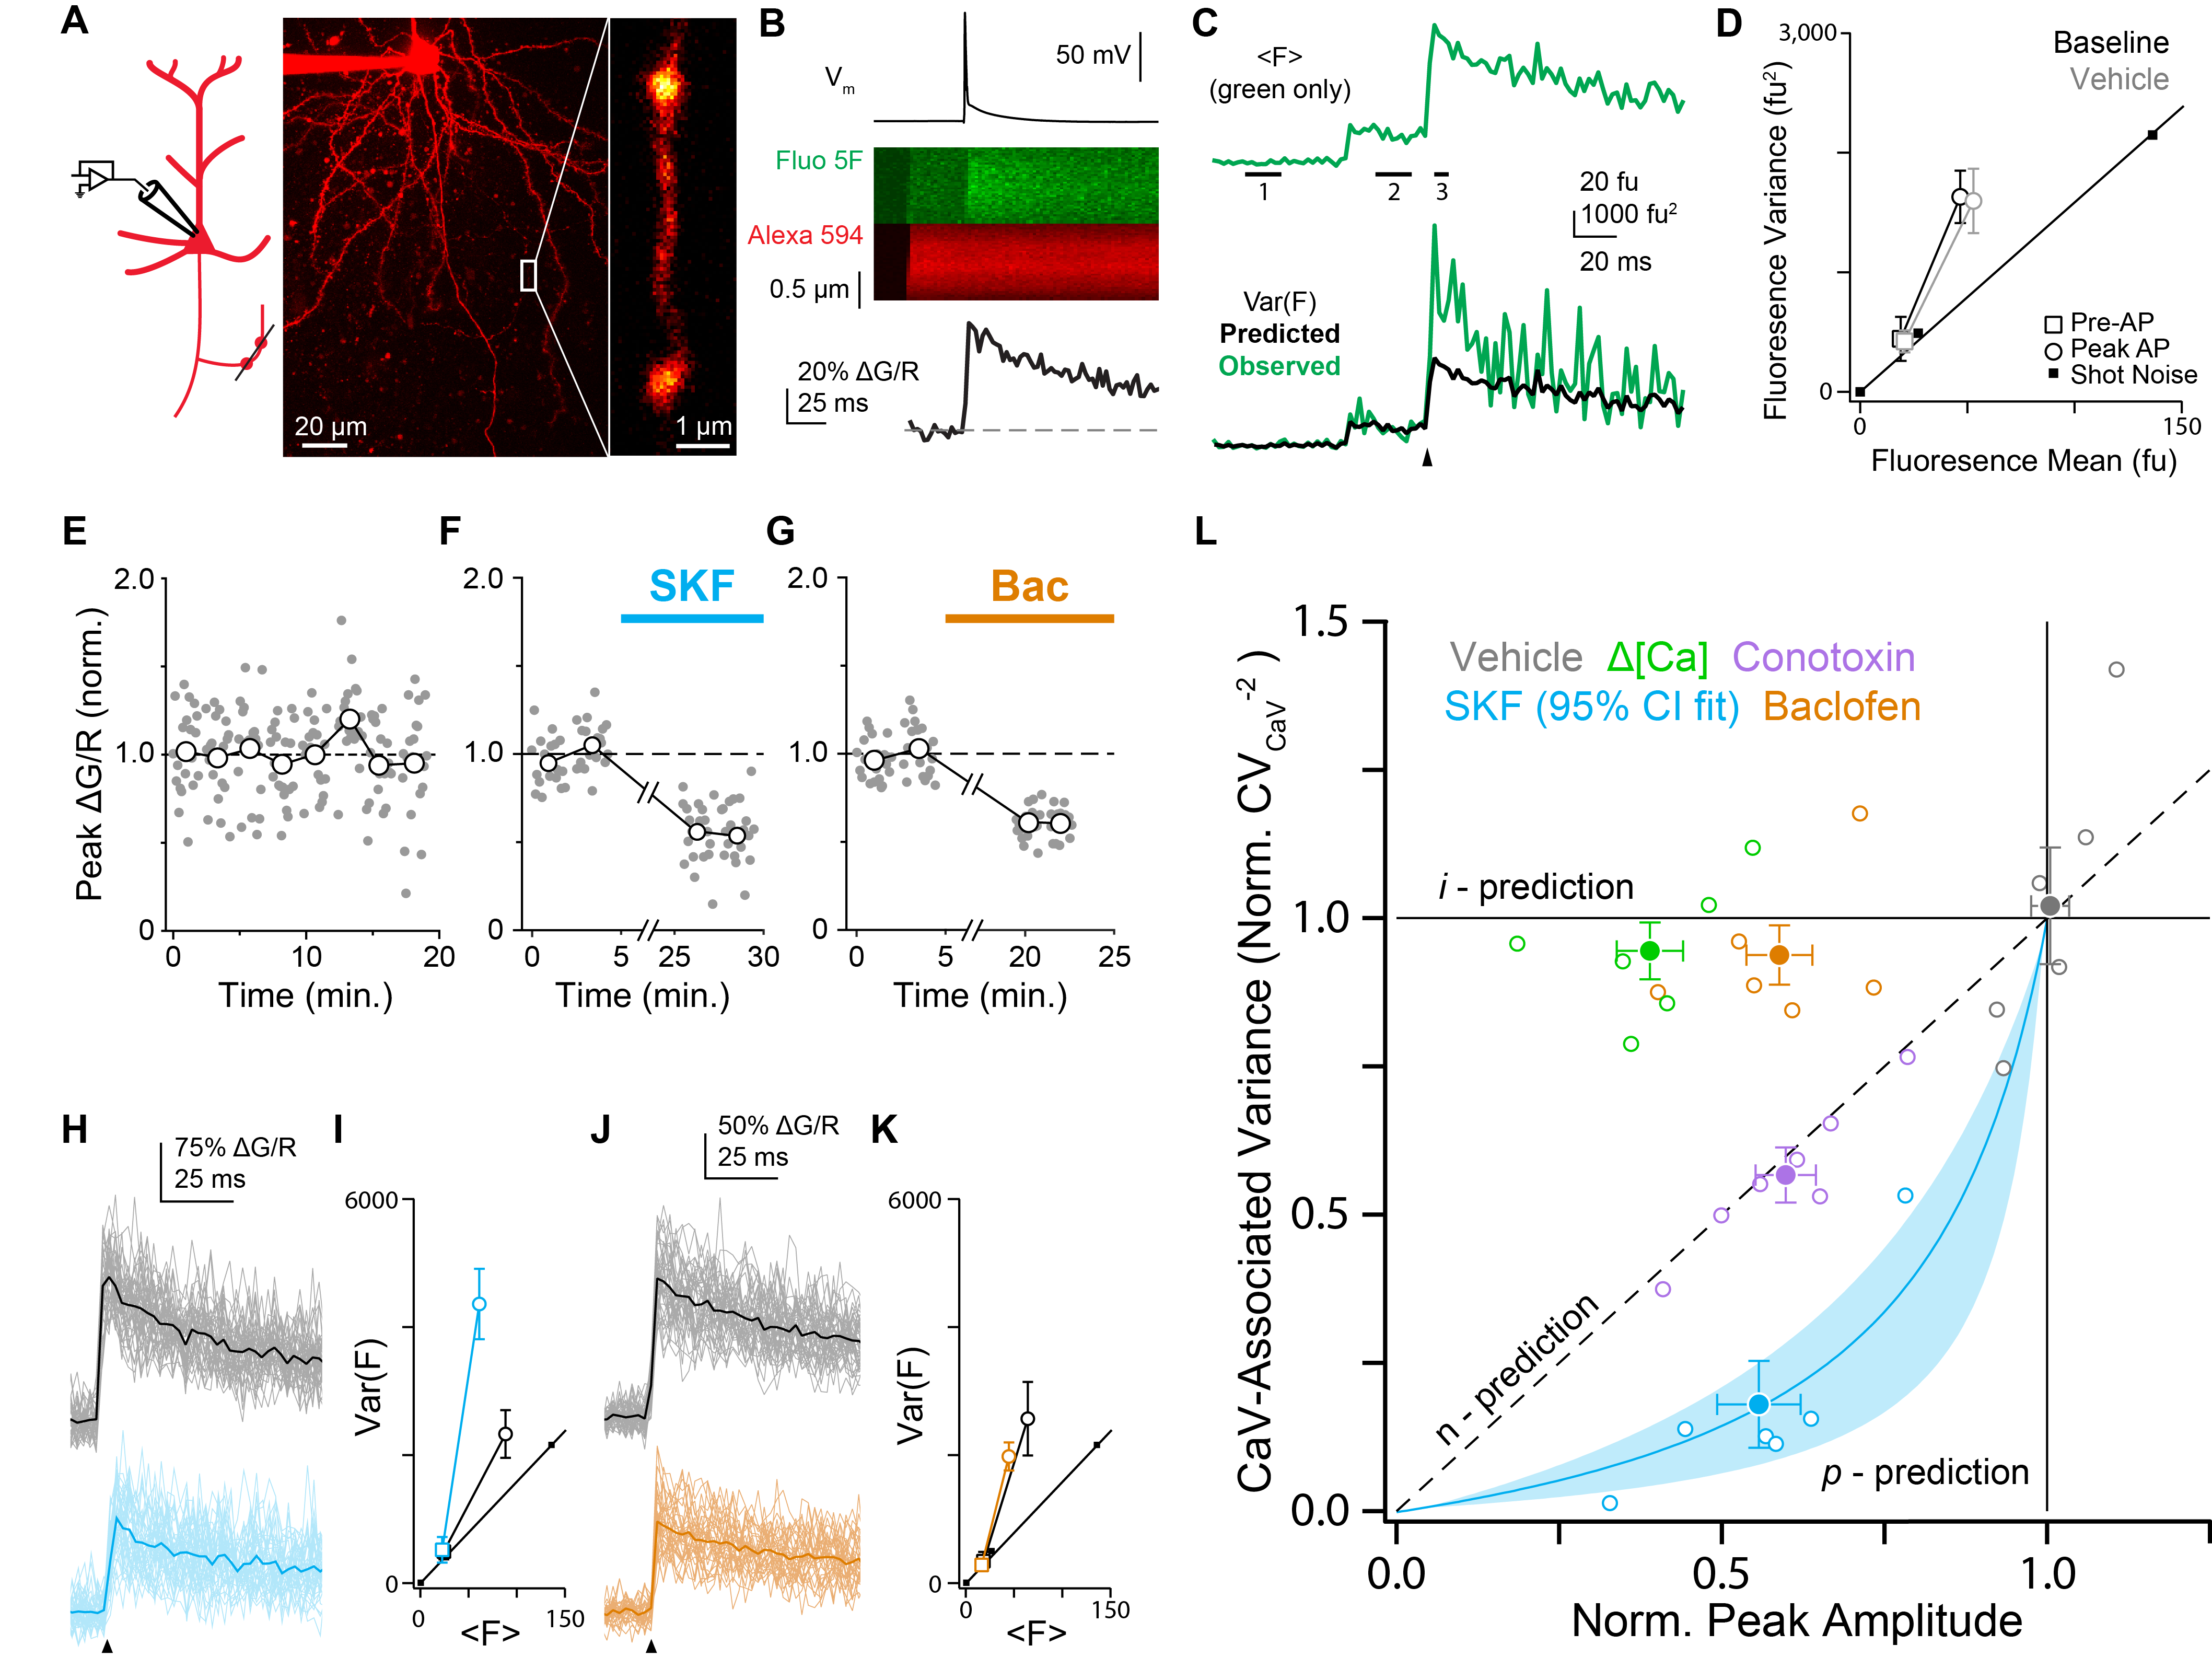 A
20 µm
1 µm
B
50 mV
Vm
Fluo 5F
Alexa 594
0.5 µm
20% ΔG/R
25 ms
C
<F>
(green only)
1
2
3
20 fu
1000 fu²
20 ms
Var(F)
Predicted
Observed
D
3,000
0
Fluoresence Variance (fu²)
Baseline
Vehicle
Pre-AP
Peak AP
Shot Noise
0
150
Fluoresence Mean (fu)
E
2.0
1.0
0
Peak ΔG/R (norm.)
0
10
20
Time (min.)
F
SKF
2.0
1.0
0
0
5
25
30
Time (min.)
G
Bac
2.0
1.0
0
0
5
20
25
Time (min.)
H
75% ΔG/R
25 ms
I
6000
0
Var(F)
0
150
<F>
J
50% ΔG/R
25 ms
K
6000
0
Var(F)
0
150
<F>
L
1.5
1.0
0.5
0.0
CaV-Associated Variance (Norm. CV CaV -2 )
Vehicle Δ[Ca] Conotoxin
SKF (95% CI fit) Baclofen
i - prediction
n - prediction
p - prediction
0.0
0.5
1.0
Norm. Peak Amplitude